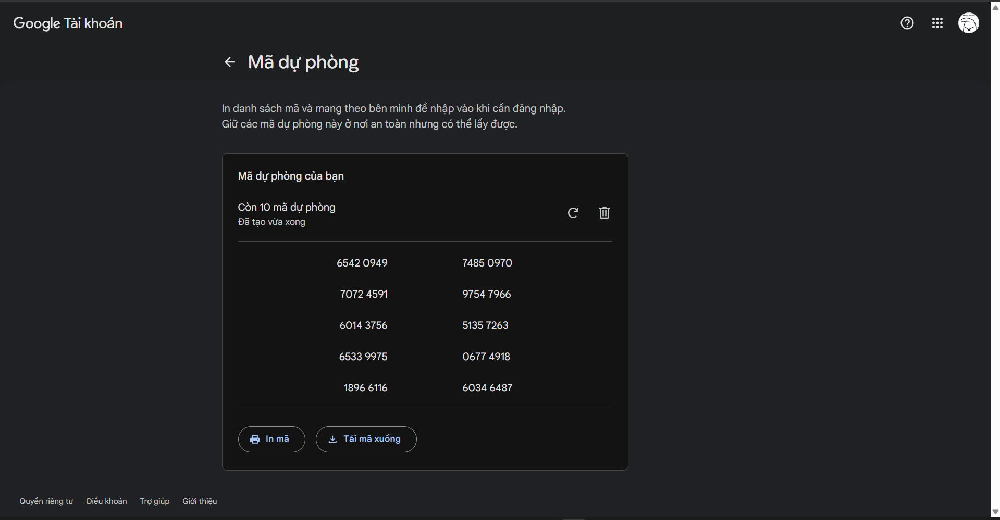 Google Tài khoản
Mã dự phòng
In danh sách mã và mang theo bên mình để nhập vào khi cần đăng nhập.
Giữ các mã dự phòng này ở nơi an toàn nhưng có thể lấy được.
Mã dự phòng của bạn
Còn 10 mã dự phòng
Đã tạo vừa xong
6542 0949 7485 0970
7072 4591 9754 7966
6014 3756 5135 7263
6533 9975 0677 4918
1896 6116 6034 6487
In mã Tải mã xuống
Quyền riêng tư Điều khoản Trợ giúp Giới thiệu